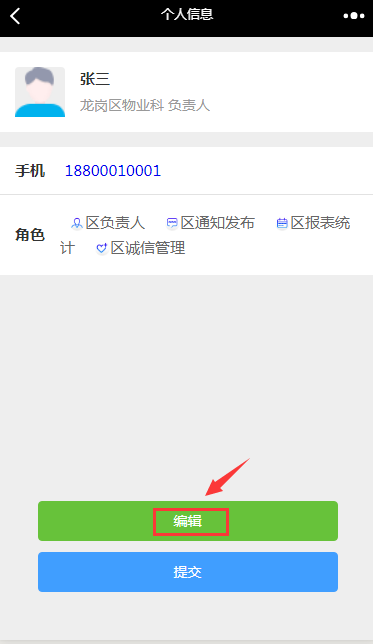 个人信息
张三
龙岗区物业科 负责人
手机 18800010001
角色 区负责人 区通知发布 区报表统
计 区诚信管理
编辑
提交